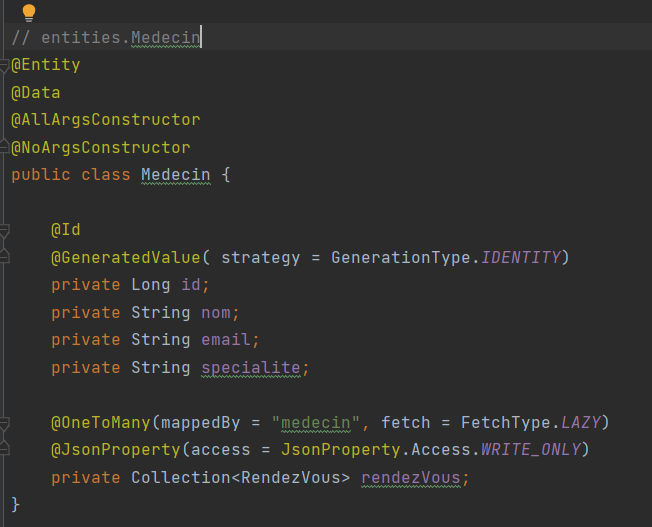 // entities.Medecin
@Entity
@Data
@AllArgsConstructor
@NoArgsConstructor
public class Medecin {
@Id
@GeneratedValue( strategy = GenerationType.IDENTITY)
private Long id;
private String nom;
private String email;
private String specialite;
@OneToMany(mappedBy = "medecin", fetch = FetchType.LAZY)
@JsonProperty(access = JsonProperty.Access.WRITE_ONLY)
private Collection<RendezVous> rendezVous;
}